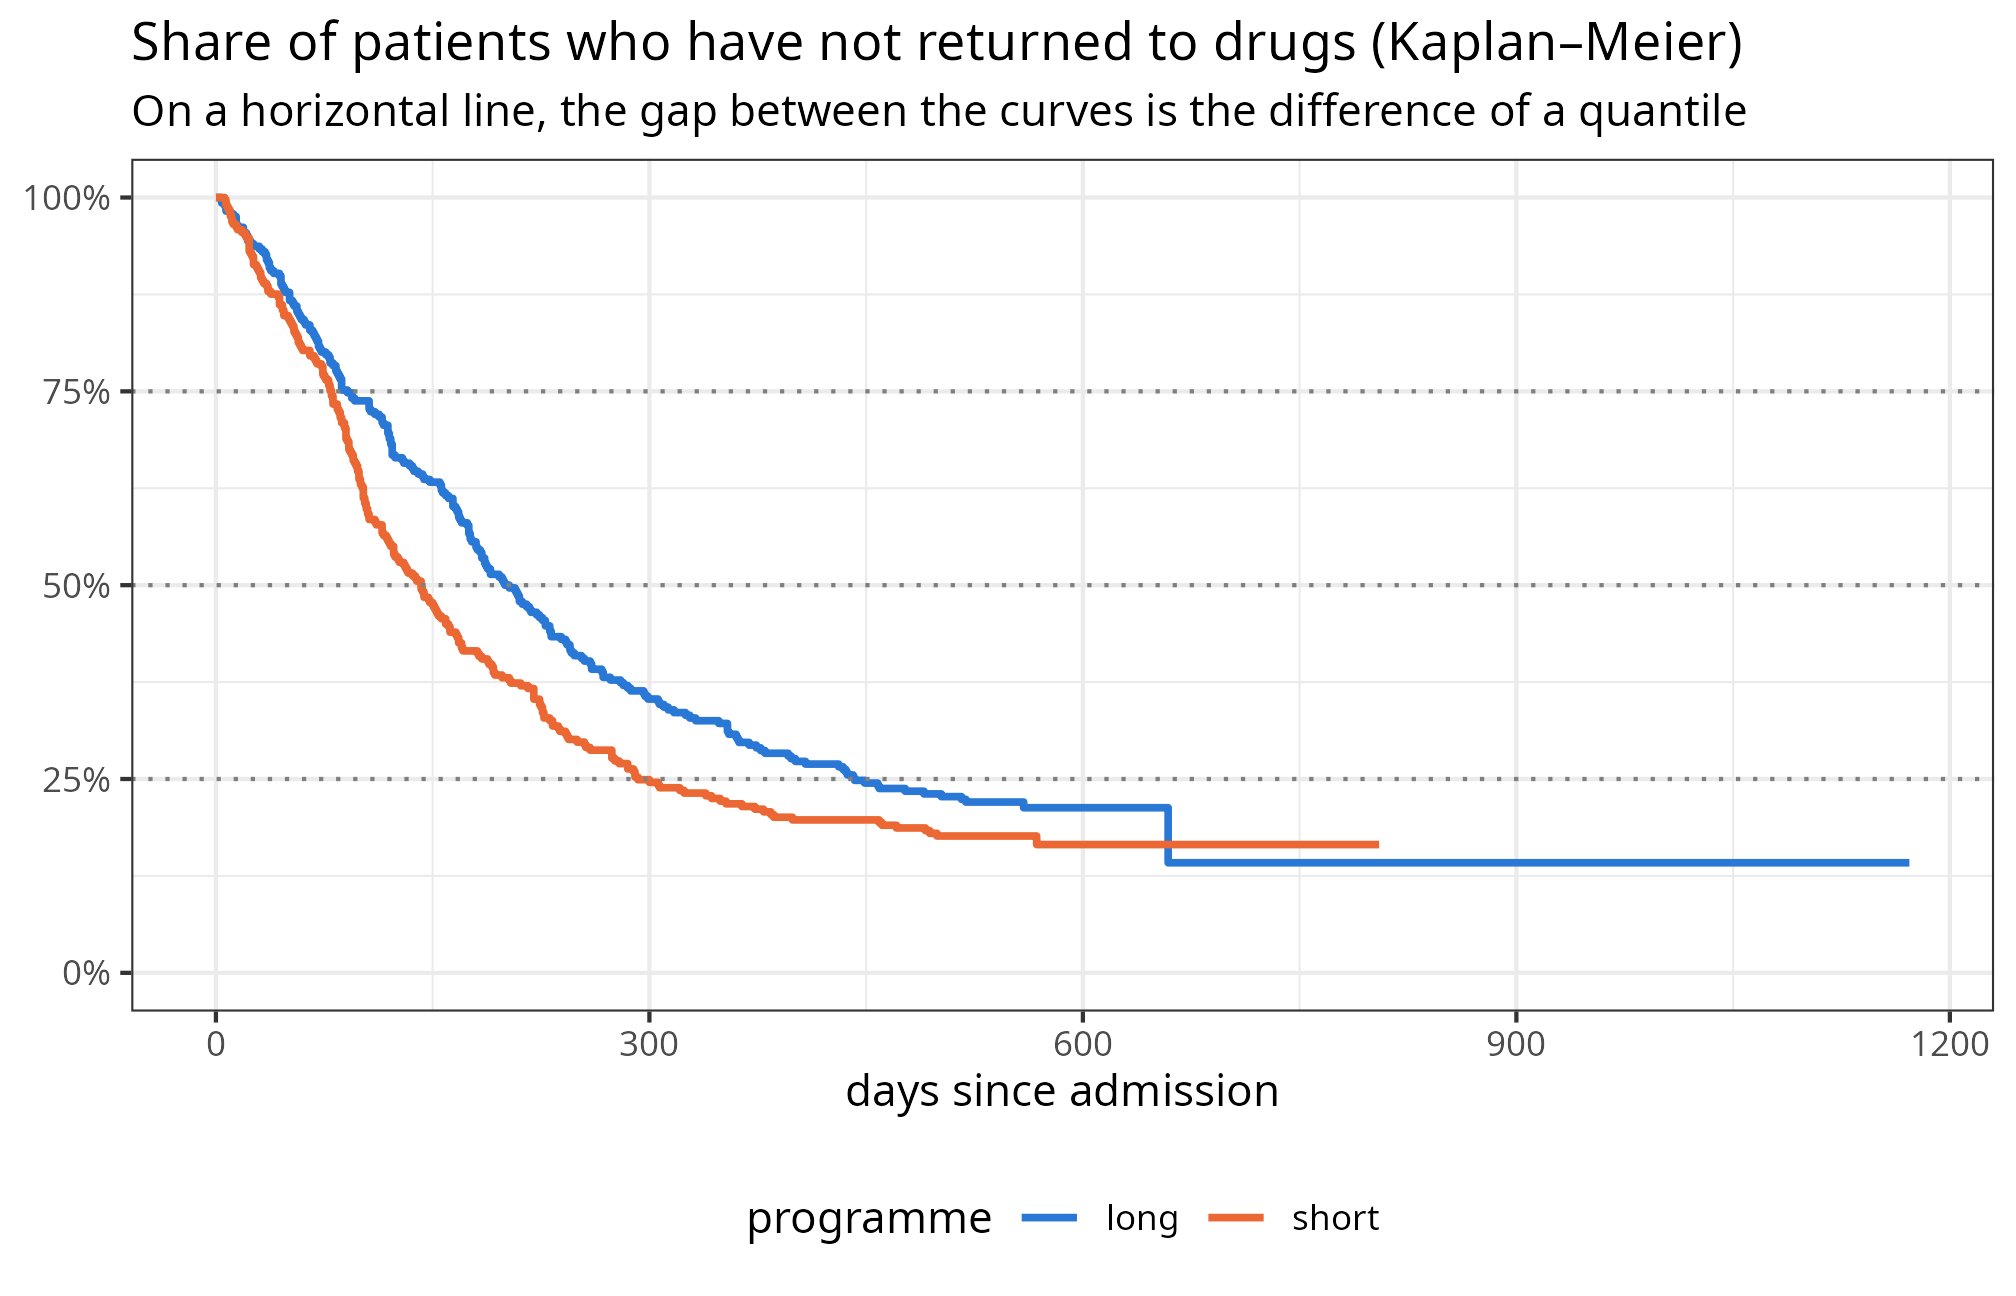 Share of patients who have not returned to drugs (Kaplan–Meier)
On a horizontal line, the gap between the curves is the difference of a quantile
100%
75%
50%
25%
0%
0 300 600 900 1200
days since admission
programme long short